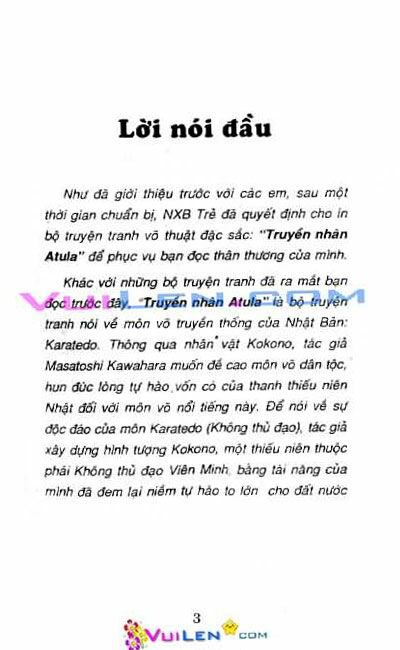 Lời nói đầu
Như đã giới thiệu trước với các em, sau một
thời gian chuẩn bị, NXB Trẻ đã quyết định cho in
bộ truyện tranh võ thuật đặc sắc: "Truyền nhân
Atula" để phục vụ bạn đọc thân thương của mình.
Khác với những bộ truyện tranh đã ra mắt bạn
đọc trước đây, "Truyền nhân Atula" là bộ truyện
tranh nói về môn võ truyền thống của Nhật Bản:
Karatedo. Thông qua nhân vật Kokono, tác giả
Masatoshi Kawahara muốn đề cao môn võ dân tộc,
hun đúc lòng tự hào vốn có của thanh thiếu niên
Nhật đối với môn võ nổi tiếng này. Để nói về sự
độc đáo của môn Karatedo (Không thủ đạo), tác giả
xây dựng hình tượng Kokono, một thiếu niên thuộc
phái Không thủ đạo Viên Minh, bằng tài năng của
mình đã đem lại niềm tự hào to lớn cho đất nước
VUILEN.COM
3
VUILEN.COM